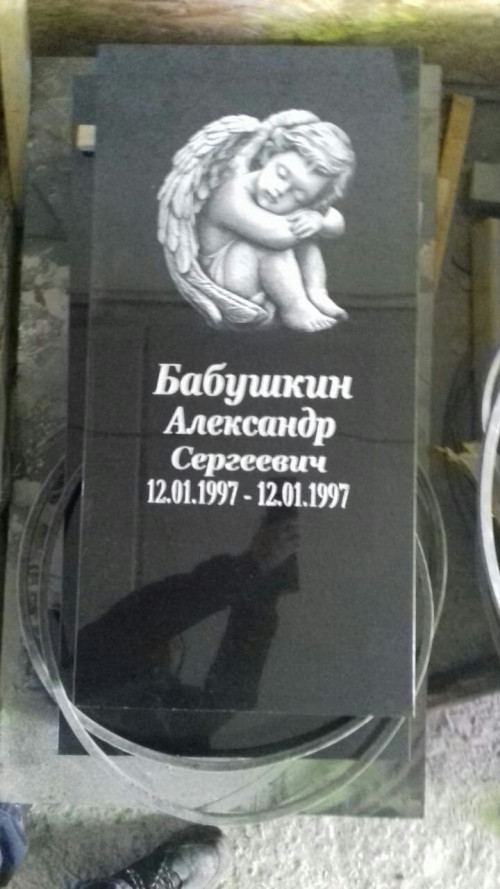 Бабушкин
Александр
Сергеевич
12.01.1997 - 12.01.1997